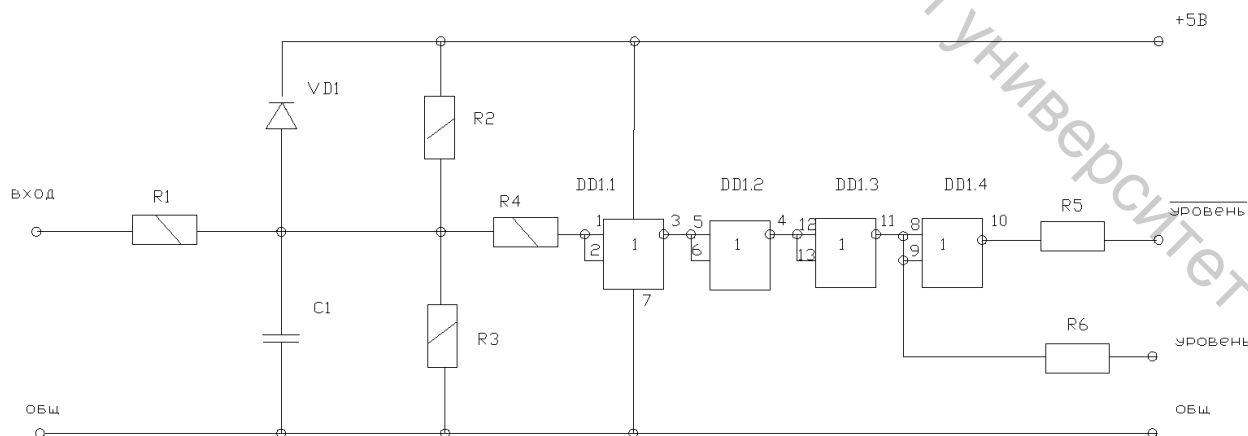 +5В
VD1
R2
ВХОД
R1
R4
DD1.1
DD1.2
DD1.3
DD1.4
R5
уровень
1
2
3
1
7
5
6
4
1
12
13
11
1
8
9
10
1
C1
R3
R6
уровень
ОБЩ
ОБЩ
университет